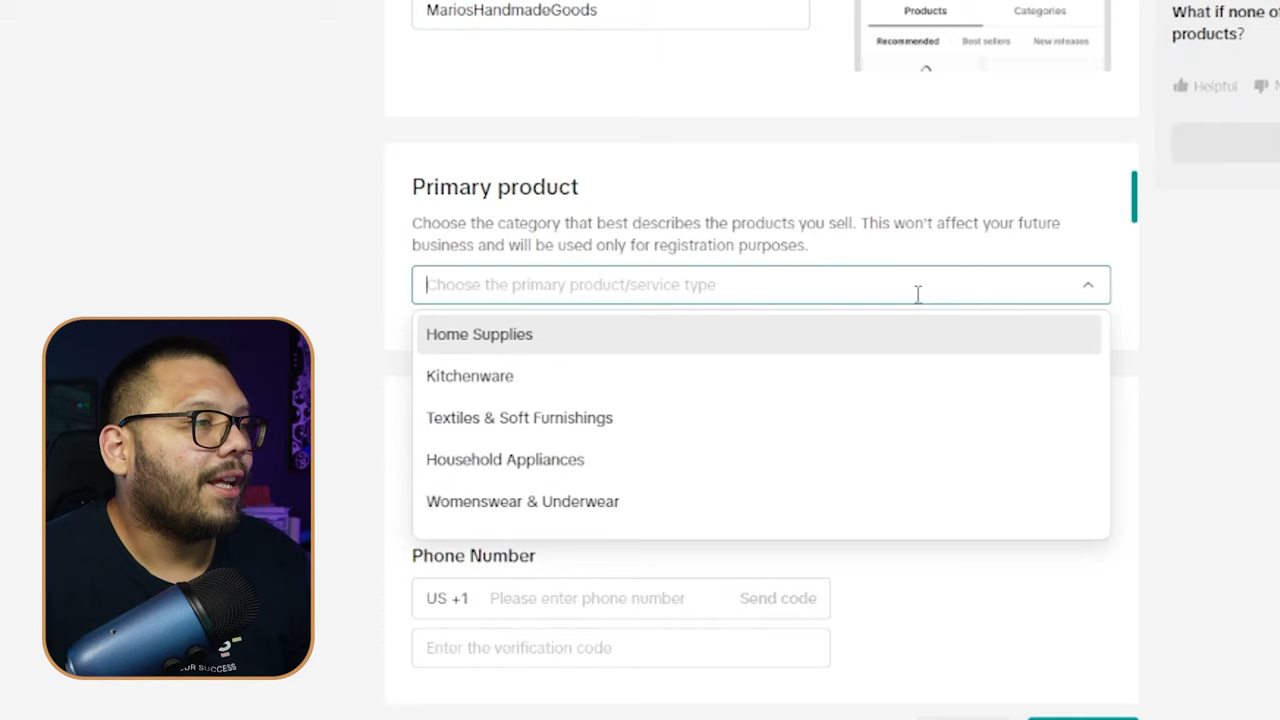 MariosHandmadeGoods
Products
Categories
Recommended
Best sellers
New releases
What if none of
products?
Helpful
Primary product
Choose the category that best describes the products you sell. This won't affect your future
business and will be used only for registration purposes.
Choose the primary product/service type
Home Supplies
Kitchenware
Textiles & Soft Furnishings
Household Appliances
Womenswear & Underwear
Phone Number
US +1
Please enter phone number
Send code
Enter the verification code
OUR SUCCESS